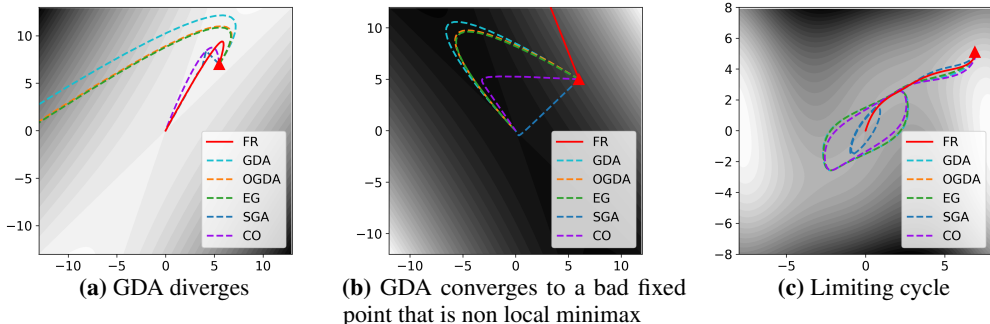 10
5
0
−5
−10
−10
−5
0
5
10
FR
GDA
OGDA
EG
SGA
CO
(a) GDA diverges
10
5
0
−5
−10
−10
−5
0
5
10
FR
GDA
OGDA
EG
SGA
CO
(b) GDA converges to a bad fixed
point that is non local minimax
8
6
4
2
0
−2
−4
−6
−8
−5
0
5
FR
GDA
OGDA
EG
SGA
CO
(c) Limiting cycle